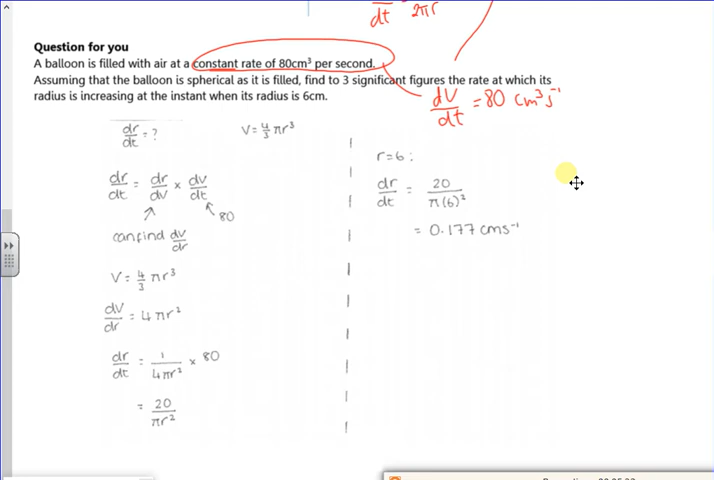 dt 2πr
Question for you
A balloon is filled with air at a constant rate of 80cm³ per second.
Assuming that the balloon is spherical as it is filled, find to 3 significant figures the rate at which its
radius is increasing at the instant when its radius is 6cm.
dV/dt = 80 cm³s⁻¹
dr/dt = ?
V = 4/3 πr³
dr/dt = dr/dV × dV/dt
80
can find dV/dr
V = 4/3 πr³
dV/dr = 4πr²
dr/dt = 1/4πr² × 80
= 20/πr²
r = 6 :
dr/dt = 20/π(6)²
= 0.177 cms⁻¹